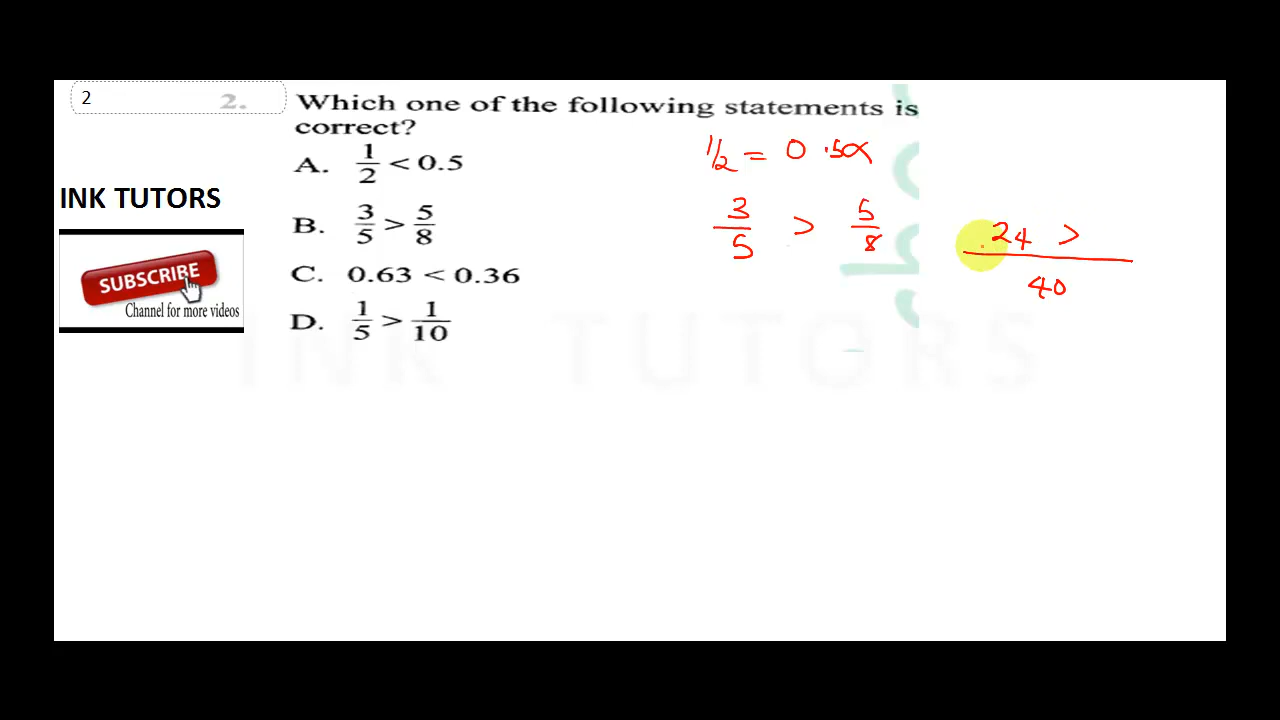 2 2. Which one of the following statements is
correct?
A. 1/2 < 0.5
B. 3/5 > 5/8
C. 0.63 < 0.36
D. 1/5 > 1/10
INK TUTORS
SUBSCRIBE
Channel for more videos
1/2 = 0.5
3/5 > 5/8
24 >
40
INK TUTORS